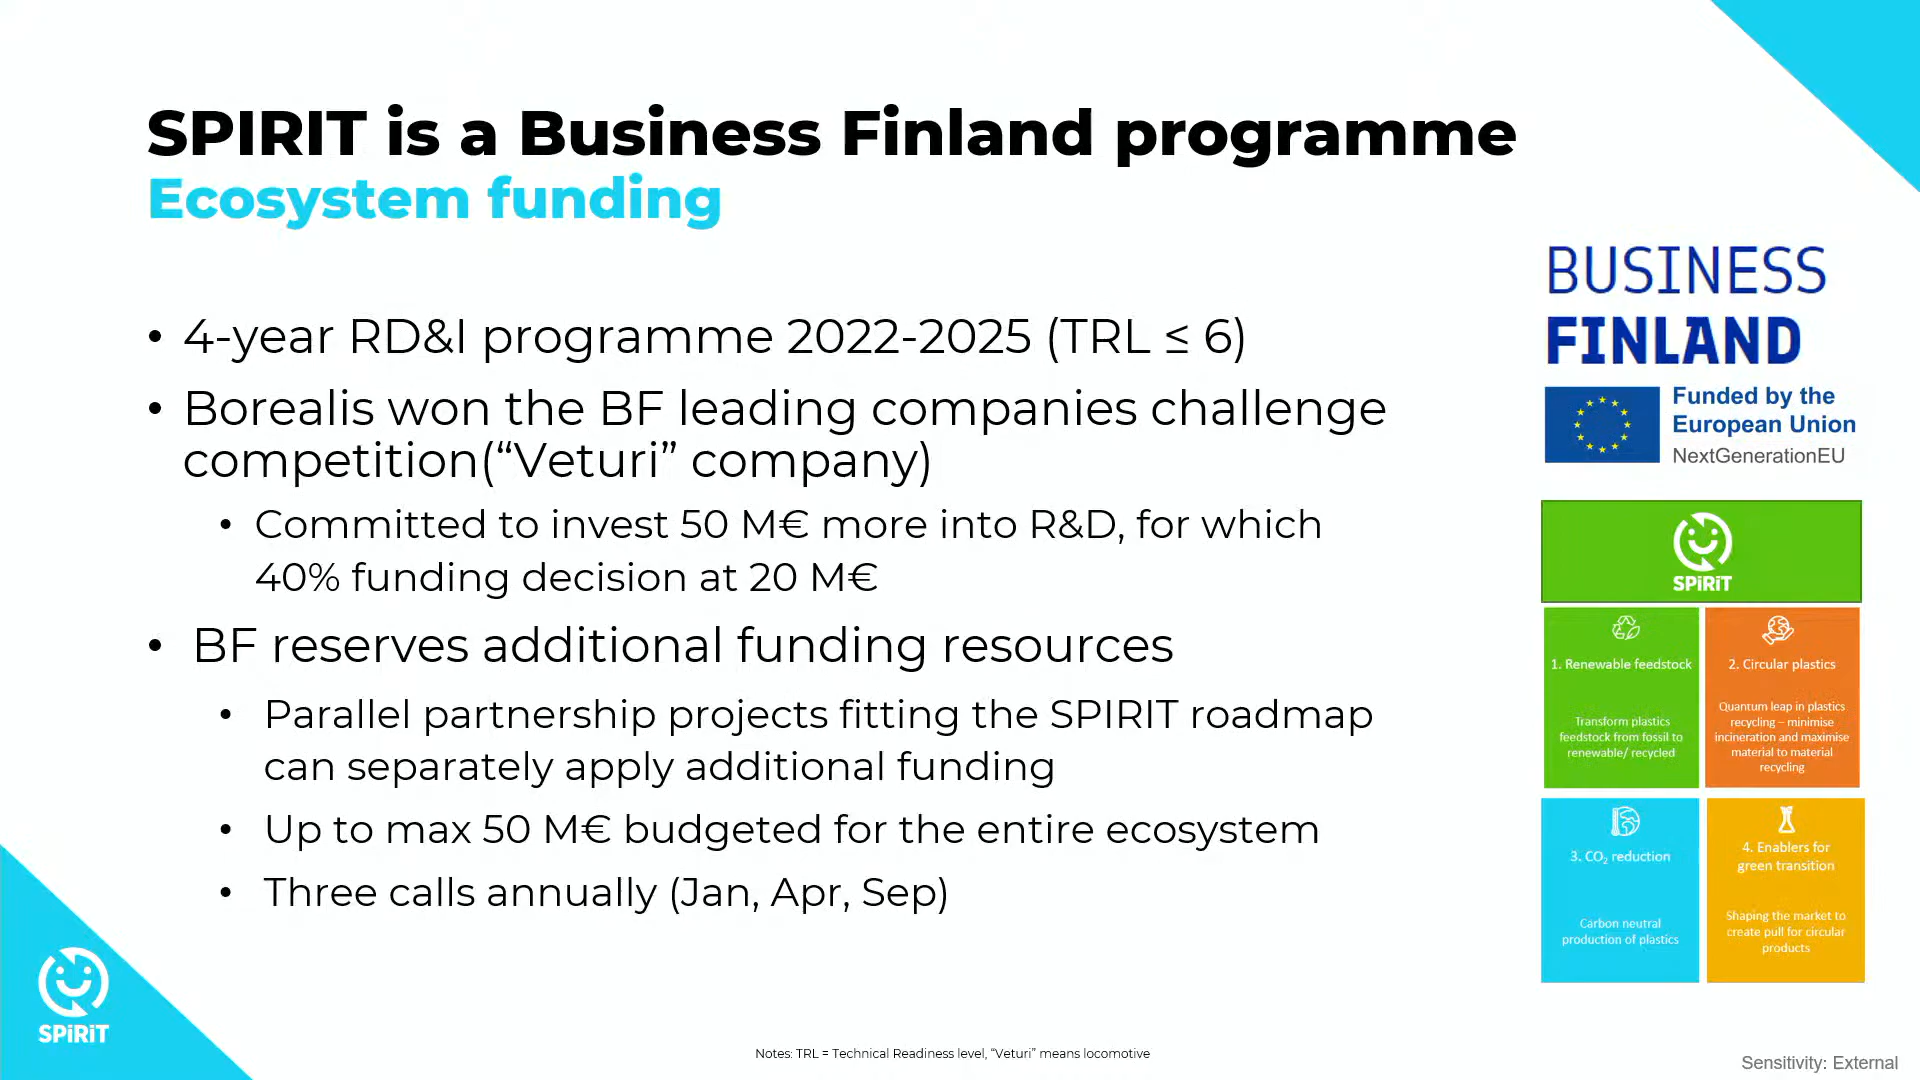 SPIRIT is a Business Finland programme
Ecosystem funding
• 4-year RD&I programme 2022-2025 (TRL ≤ 6)
• Borealis won the BF leading companies challenge
competition(“Veturi” company)
• Committed to invest 50 M€ more into R&D, for which
40% funding decision at 20 M€
• BF reserves additional funding resources
• Parallel partnership projects fitting the SPIRIT roadmap
can separately apply additional funding
• Up to max 50 M€ budgeted for the entire ecosystem
• Three calls annually (Jan, Apr, Sep)
BUSINESS
FINLAND
Funded by the
European Union
NextGenerationEU
SPiRiT
1. Renewable feedstock
Transform plastics
feedstock from fossil to
renewable/ recycled
2. Circular plastics
Quantum leap in plastics
recycling – minimise
incineration and maximise
material to material
recycling
3. CO₂ reduction
Carbon neutral
production of plastics
4. Enablers for
green transition
Shaping the market to
create pull for circular
products
SPiRiT
Notes: TRL = Technical Readiness level, “Veturi” means locomotive
Sensitivity: External